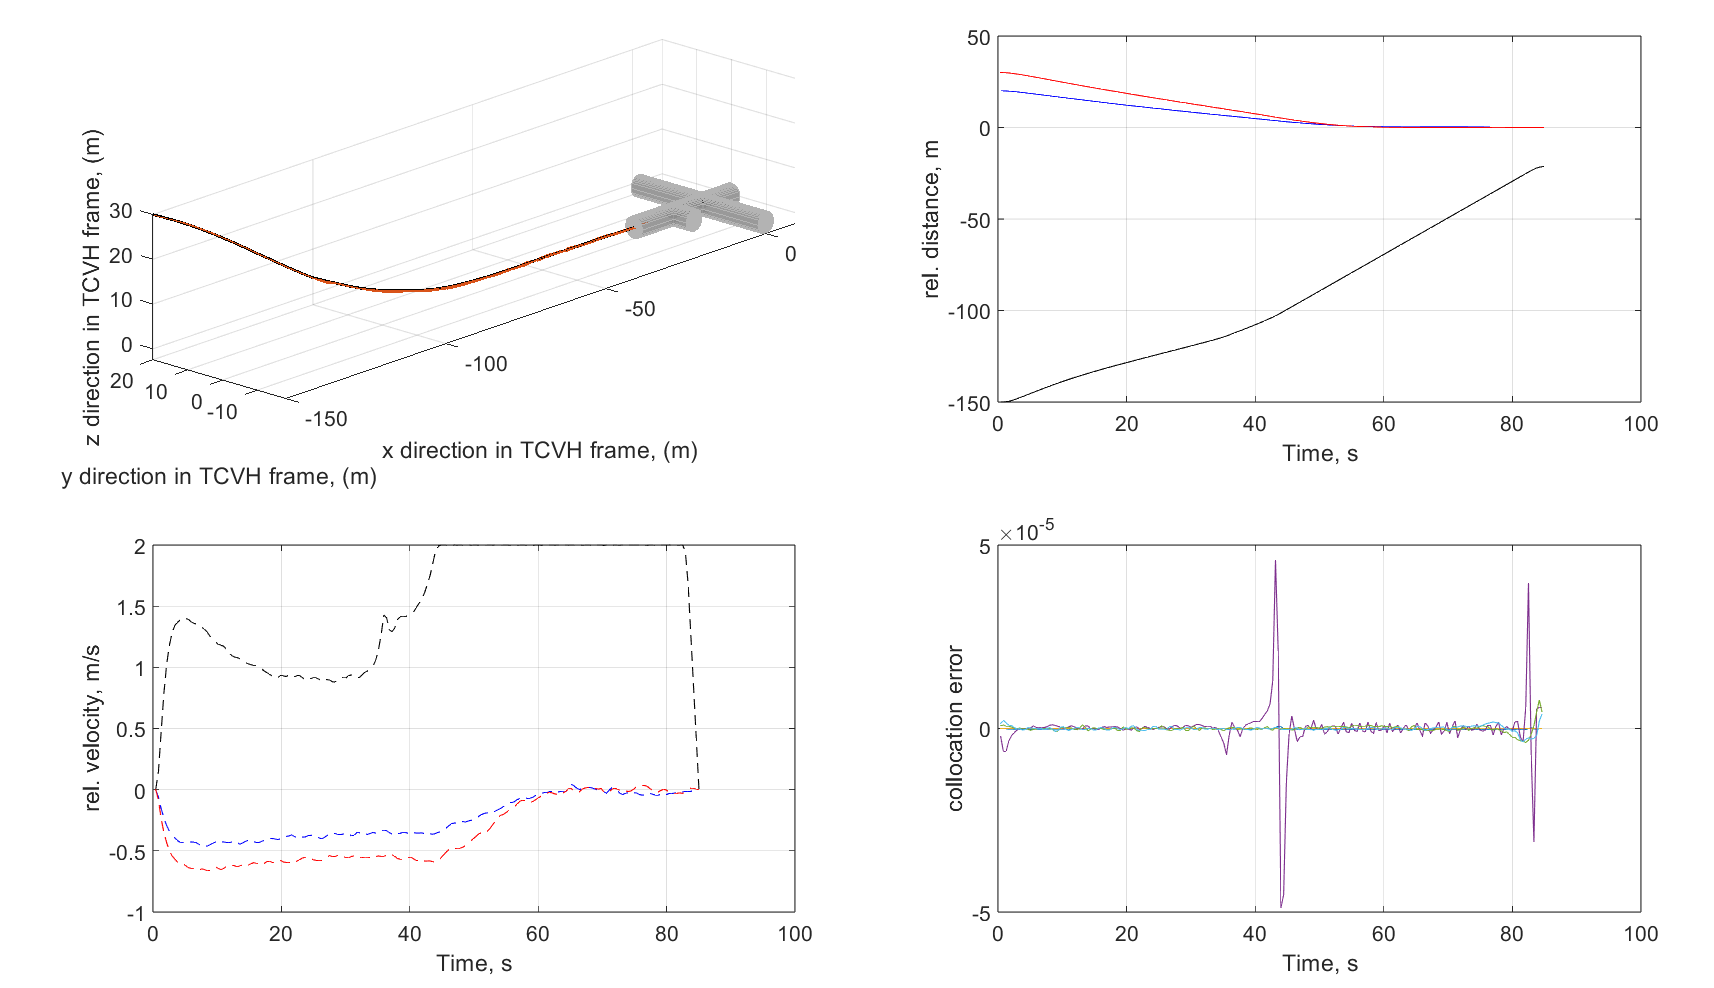 z direction in TCVH frame, (m)
30
20
10
0
20
10
0
-10
-150
-100
-50
0
x direction in TCVH frame, (m)
y direction in TCVH frame, (m)
rel. distance, m
50
0
-50
-100
-150
0 20 40 60 80 100
Time, s
rel. velocity, m/s
2
1.5
1
0.5
0
-0.5
-1
0 20 40 60 80 100
Time, s
collocation error
×10-5
5
0
-5
0 20 40 60 80 100
Time, s